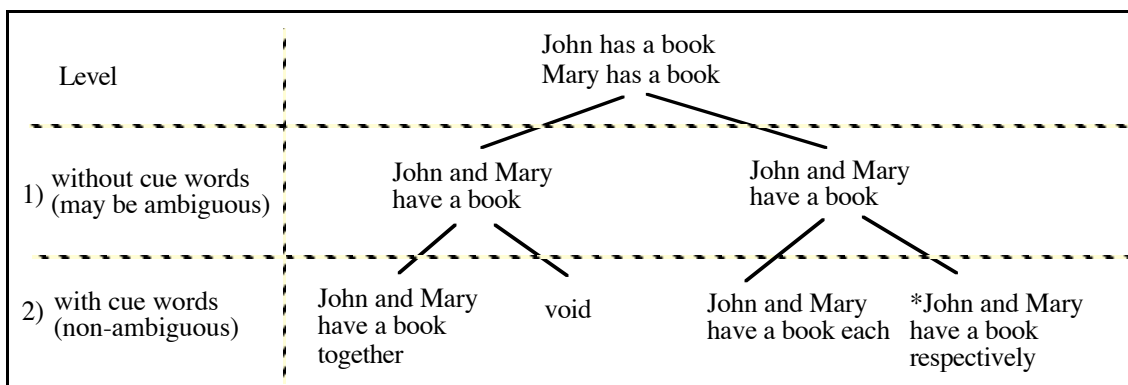 John has a book
Level
Mary has a book
1) without cue words
(may be ambiguous)
John and Mary
have a book
John and Mary
have a book
2) with cue words
(non-ambiguous)
John and Mary
have a book
together
void
John and Mary
have a book each
*John and Mary
have a book
respectively